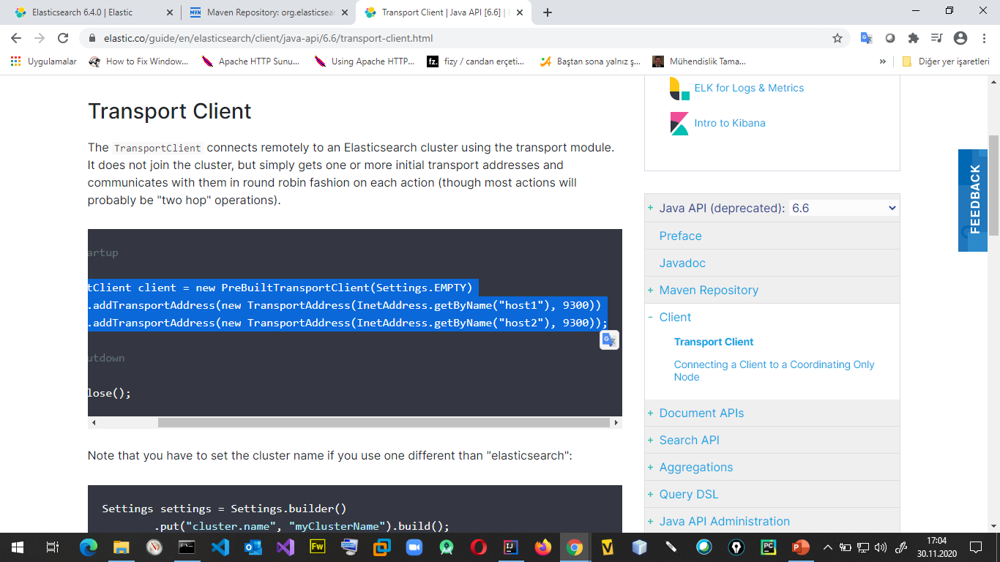 Elasticsearch 6.4.0 | Elastic
Maven Repository: org.elasticsea
Transport Client | Java API [6.6] |
elastic.co/guide/en/elasticsearch/client/java-api/6.6/transport-client.html
Uygulamalar
How to Fix Window...
Apache HTTP Sunu...
Using Apache HTTP...
fz.
fizy / candan erçeti...
Baştan sona yalnız ş...
Mühendislik Tama...
»
Diğer yer işaretleri
Transport Client
The TransportClient connects remotely to an Elasticsearch cluster using the transport module.
It does not join the cluster, but simply gets one or more initial transport addresses and
communicates with them in round robin fashion on each action (though most actions will
probably be "two hop" operations).
artup
tClient client = new PreBuiltTransportClient(Settings.EMPTY)
.addTransportAddress(new TransportAddress(InetAddress.getByName("host1"), 9300))
.addTransportAddress(new TransportAddress(InetAddress.getByName("host2"), 9300));
utdown
lose();
Note that you have to set the cluster name if you use one different than "elasticsearch":
Settings settings = Settings.builder()
.put("cluster.name", "myClusterName").build();
ELK for Logs & Metrics
Intro to Kibana
+ Java API (deprecated): 6.6
Preface
Javadoc
+ Maven Repository
- Client
Transport Client
Connecting a Client to a Coordinating Only
Node
+ Document APIs
+ Search API
+ Aggregations
+ Query DSL
+ Java API Administration
FEEDBACK
Fw
IJ
PC
17:04
30.11.2020